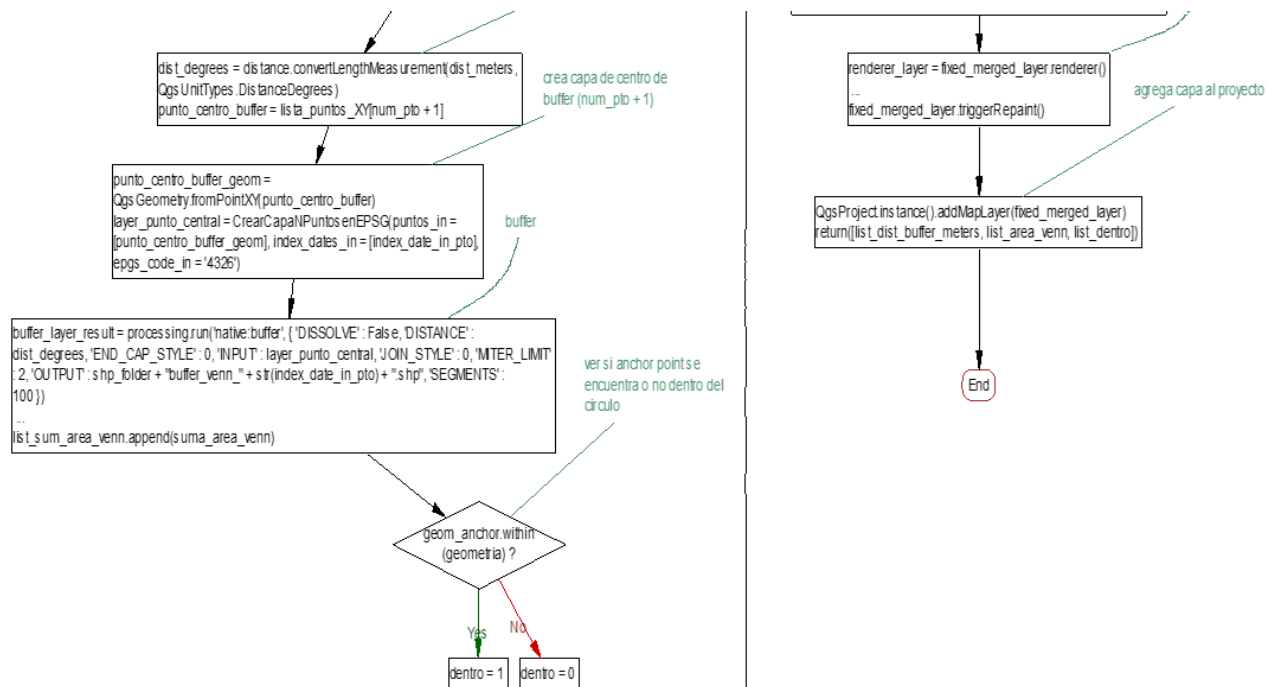 dist_degrees = distance.convertLengthMeasurement(dist_meters,
QgsUnitTypes.DistanceDegrees)
punto_centro_buffer = lista_puntos_XY[num_pto + 1]
crea capa de centro de
buffer (num_pto + 1)
punto_centro_buffer_geom =
QgsGeometry.fromPointXY(punto_centro_buffer)
layer_punto_central = CrearCapaNPuntosenEPSG(puntos_in =
[punto_centro_buffer_geom], index_dates_in = [index_date_in_pto],
epgs_code_in = '4326')
buffer
buffer_layer_result = processing.run('native:buffer', { 'DISSOLVE' : False, 'DISTANCE' :
dist_degrees, 'END_CAP_STYLE' : 0, 'INPUT' : layer_punto_central, 'JOIN_STYLE' : 0, 'MITER_LIMIT'
: 2, 'OUTPUT' : shp_folder + "buffer_venn_" + str(index_date_in_pto) + ".shp", 'SEGMENTS' :
100 })
...
list_sum_area_venn.append(suma_area_venn)
ver si anchor point se
encuentra o no dentro del
circulo
geom_anchor.within
(geometria) ?
Yes
No
dentro = 1
dentro = 0
renderer_layer = fixed_merged_layer.renderer()
...
fixed_merged_layer.triggerRepaint()
agrega capa al proyecto
QgsProject.instance().addMapLayer(fixed_merged_layer)
return([list_dist_buffer_meters, list_area_venn, list_dentro])
End